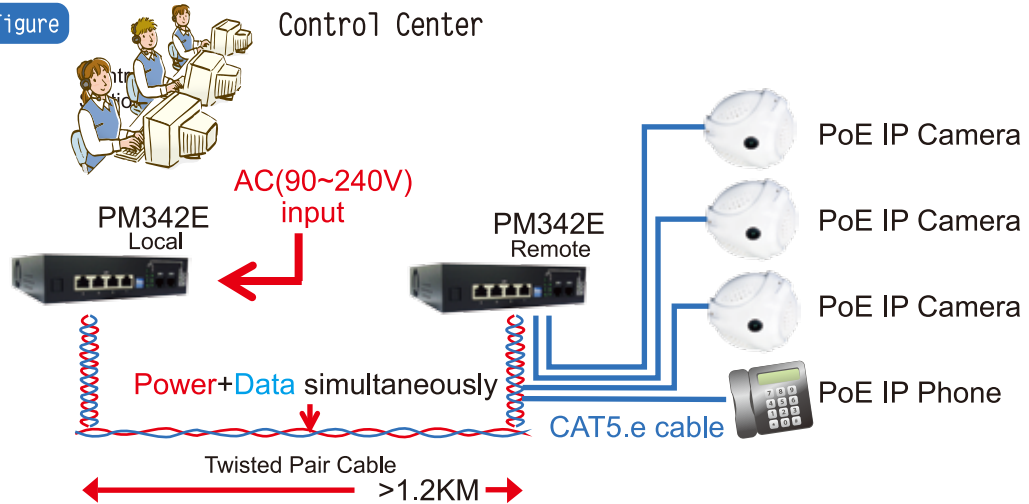 Figure
Control Center
AC(90~240V)
input
PM342E
Local
PM342E
Remote
PoE IP Camera
PoE IP Camera
PoE IP Camera
PoE IP Phone
Power+Data simultaneously
CAT5.e cable
Twisted Pair Cable
>1.2KM